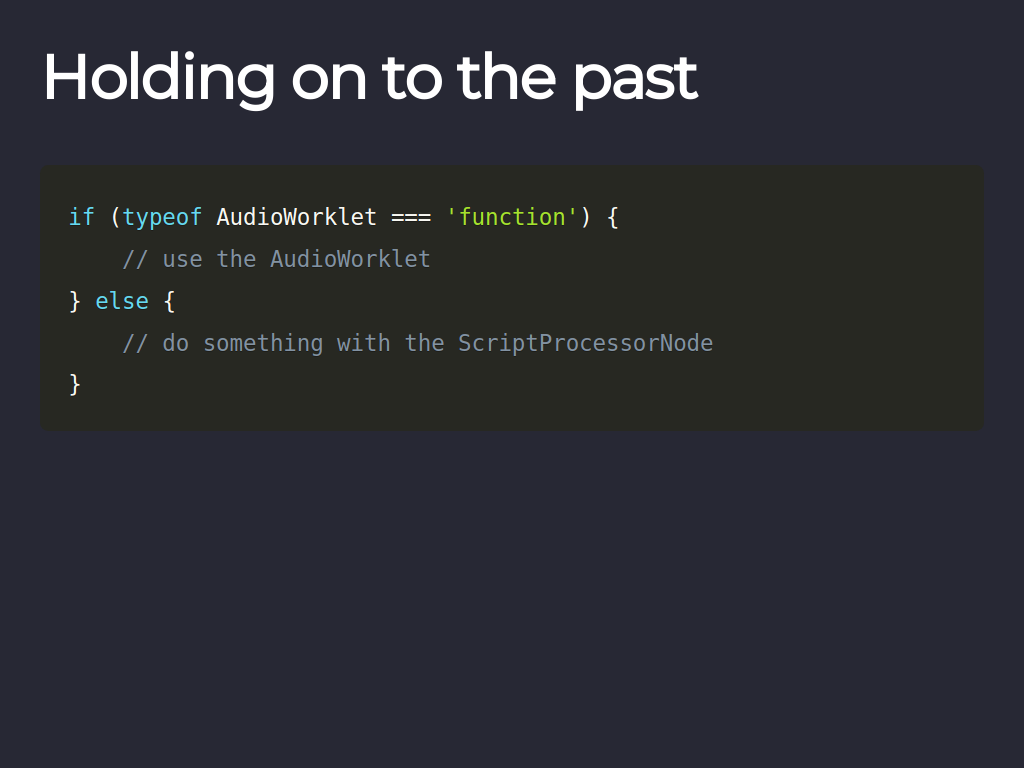 Holding on to the past
if (typeof AudioWorklet === 'function') {
    // use the AudioWorklet
} else {
    // do something with the ScriptProcessorNode
}